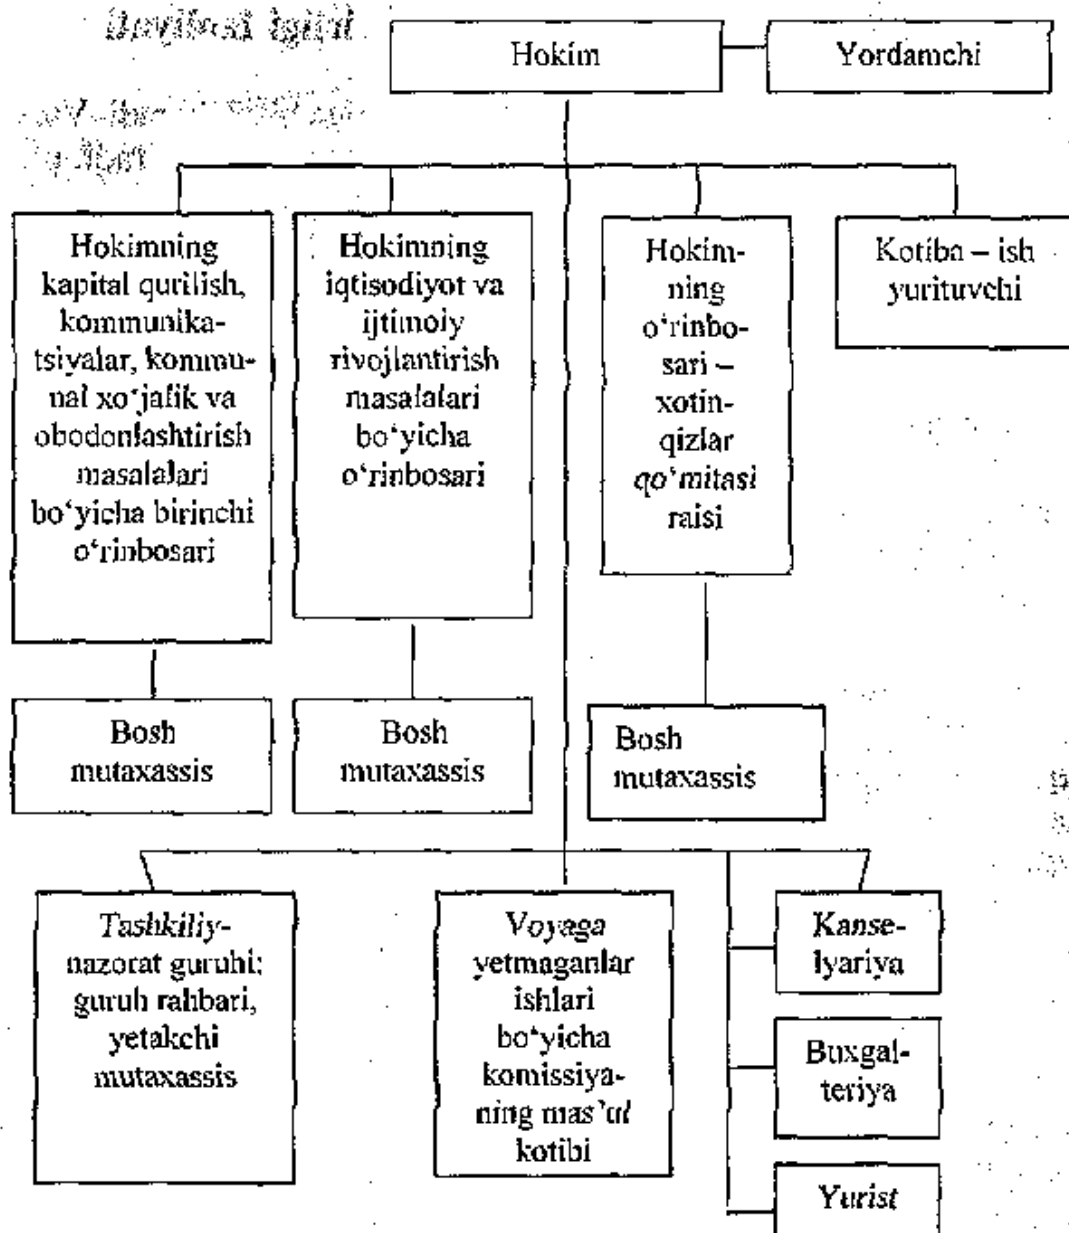 Hokim
Yordamchi
Hokimning
kapital qurilish,
kommunika-
tsiyalar, kommu-
nal xo‘jalik va
obodonlashtirish
masalalari
bo‘yicha birinchi
o‘rinbosari
Hokimning
iqtisodiyot va
ijtimoiy
rivojlantirish
masalalari
bo‘yicha
o‘rinbosari
Hokim-
ning
o‘rinbo-
sari –
xotin-
qizlar
qo‘mitasi
raisi
Kotiba – ish
yurituvchi
Bosh
mutaxassis
Bosh
mutaxassis
Bosh
mutaxassis
Tashkiliy-
nazorat guruhi:
guruh rahbari,
yetakchi
mutaxassis
Voyaga
yetmaganlar
ishlari
bo‘yicha
komissiya-
ning mas’ul
kotibi
Kanse-
lyariya
Buxgal-
teriya
Yurist